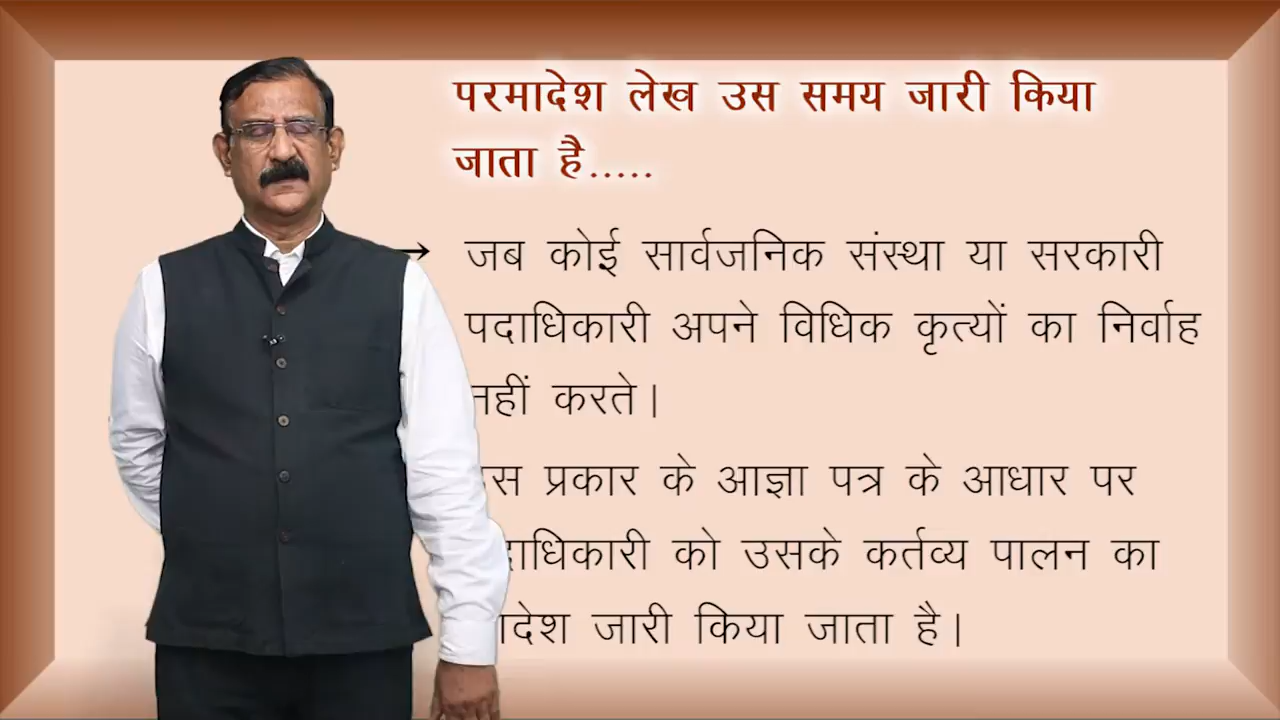 परमादेश लेख उस समय जारी किया
जाता है.....
→ जब कोई सार्वजनिक संस्था या सरकारी
पदाधिकारी अपने विधिक कृत्यों का निर्वाह
नहीं करते।
प्रकार के आज्ञा पत्र के आधार पर
को उसके कर्तव्य पालन का
जारी किया जाता है।